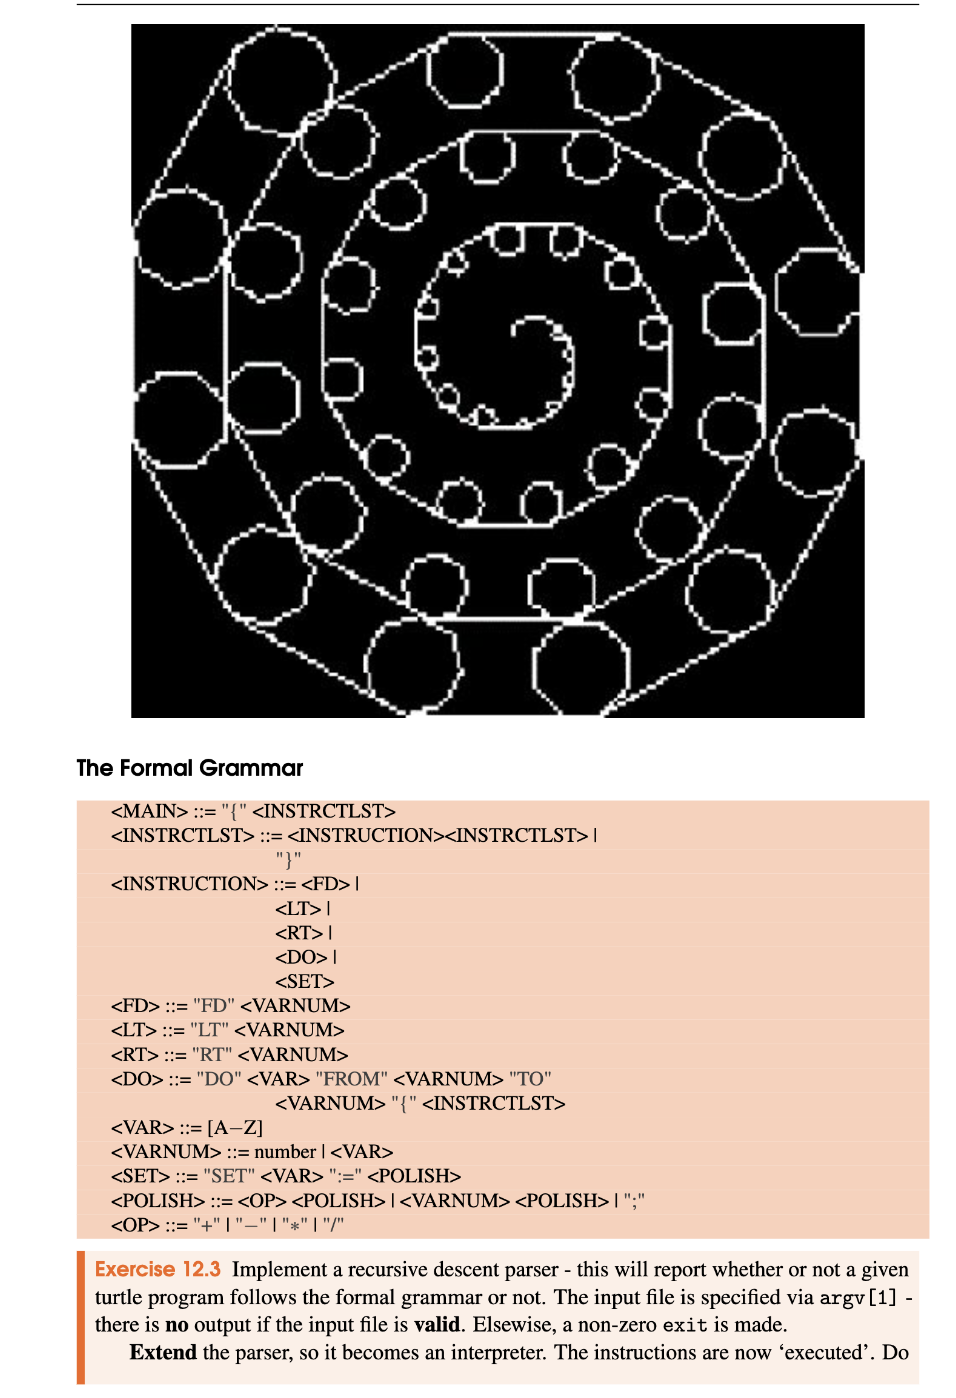 The Formal Grammar
<MAIN> ::= "{" <INSTRCTLST>
<INSTRCTLST> ::= <INSTRUCTION><INSTRCTLST> |
"}"
<INSTRUCTION> ::= <FD> |
<LT> |
<RT> |
<DO> |
<SET>
<FD> ::= "FD" <VARNUM>
<LT> ::= "LT" <VARNUM>
<RT> ::= "RT" <VARNUM>
<DO> ::= "DO" <VAR> "FROM" <VARNUM> "TO"
<VARNUM> "{" <INSTRCTLST>
<VAR> ::= [A−Z]
<VARNUM> ::= number | <VAR>
<SET> ::= "SET" <VAR> ":=" <POLISH>
<POLISH> ::= <OP> <POLISH> | <VARNUM> <POLISH> | ";"
<OP> ::= "+" | "−" | "*" | "/"
Exercise 12.3 Implement a recursive descent parser - this will report whether or not a given
turtle program follows the formal grammar or not. The input file is specified via argv[1] -
there is no output if the input file is valid. Elsewise, a non-zero exit is made.
Extend the parser, so it becomes an interpreter. The instructions are now ‘executed’. Do